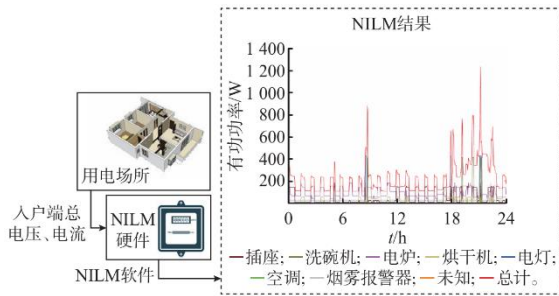 NILM结果
1 400
1 200
1 000
800
600
400
200
有功功率/W
0 6 12 18 24
t/h
用电场所
入户端总
电压、电流
NILM
硬件
NILM软件
插座; 洗碗机; 电炉; 烘干机; 电灯;
空调; 烟雾报警器; 未知; 总计。